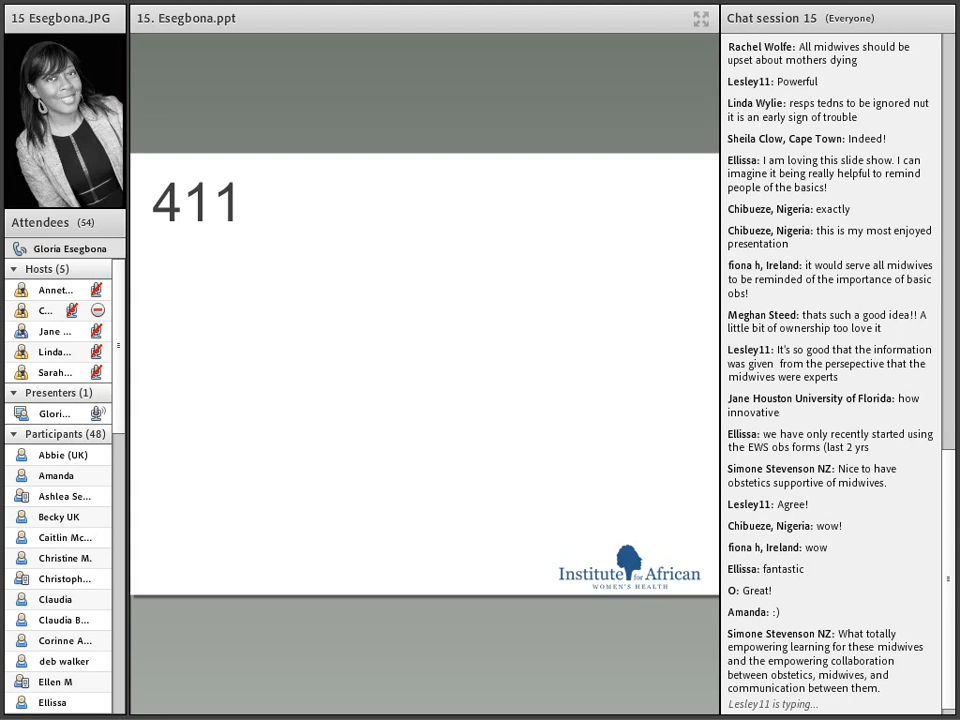 15 Esegbona.JPG
15. Esegbona.ppt
Chat session 15 (Everyone)
Attendees (54)
Gloria Esegbona
Hosts (5)
Annet...
C...
Jane ...
Linda...
Sarah...
Presenters (1)
Glori...
Participants (48)
Abbie (UK)
Amanda
Ashlea Se...
Becky UK
Caitlin Mc...
Christine M.
Christoph...
Claudia
Claudia B...
Corinne A...
deb walker
Ellen M
Ellissa
411
Institute for African
WOMEN'S HEALTH
Rachel Wolfe: All midwives should be
upset about mothers dying
Lesley11: Powerful
Linda Wylie: resps tedns to be ignored nut
it is an early sign of trouble
Sheila Clow, Cape Town: Indeed!
Ellissa: I am loving this slide show. I can
imagine it being really helpful to remind
people of the basics!
Chibueze, Nigeria: exactly
Chibueze, Nigeria: this is my most enjoyed
presentation
fiona h, Ireland: it would serve all midwives
to be reminded of the importance of basic
obs!
Meghan Steed: thats such a good idea!! A
little bit of ownership too love it
Lesley11: It's so good that the information
was given from the persepective that the
midwives were experts
Jane Houston University of Florida: how
innovative
Ellissa: we have only recently started using
the EWS obs forms (last 2 yrs
Simone Stevenson NZ: Nice to have
obstetics supportive of midwives.
Lesley11: Agree!
Chibueze, Nigeria: wow!
fiona h, Ireland: wow
Ellissa: fantastic
O: Great!
Amanda: :)
Simone Stevenson NZ: What totally
empowering learning for these midwives
and the empowering collaboration
between obstetics, midwives, and
communication between them.
Lesley11 is typing...